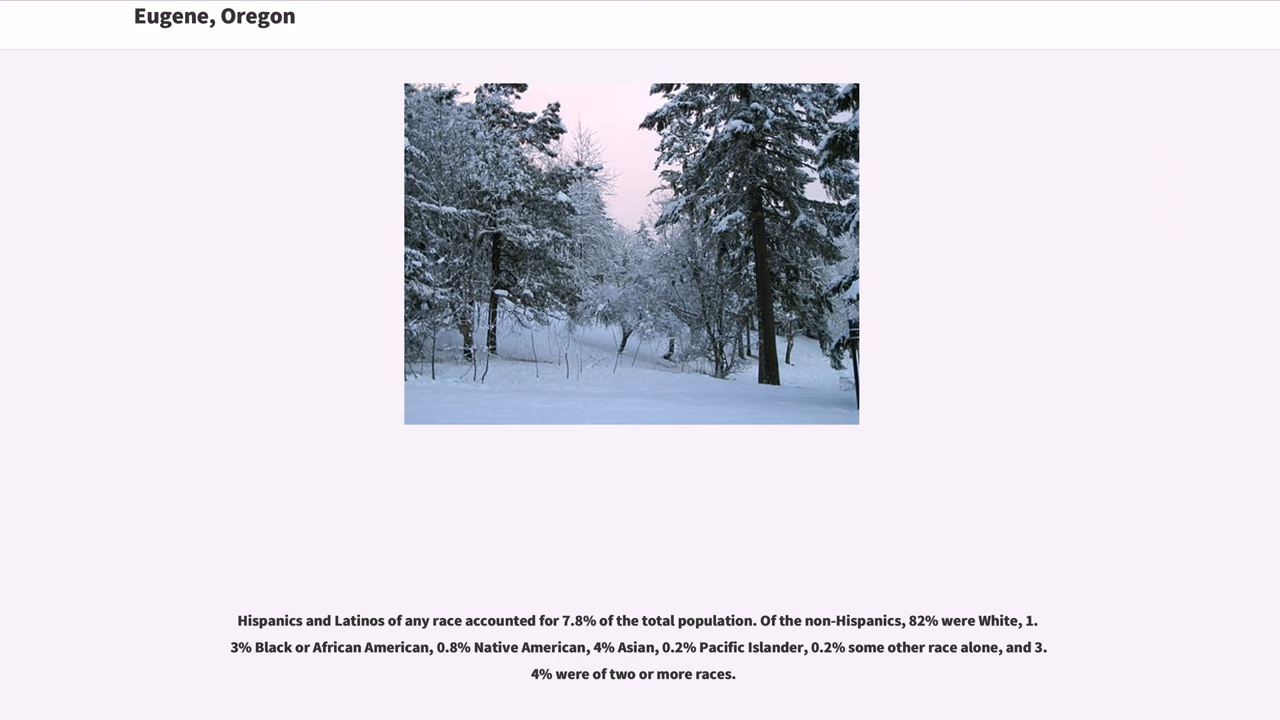 Eugene, Oregon
Hispanics and Latinos of any race accounted for 7.8% of the total population. Of the non-Hispanics, 82% were White, 1.
3% Black or African American, 0.8% Native American, 4% Asian, 0.2% Pacific Islander, 0.2% some other race alone, and 3.
4% were of two or more races.